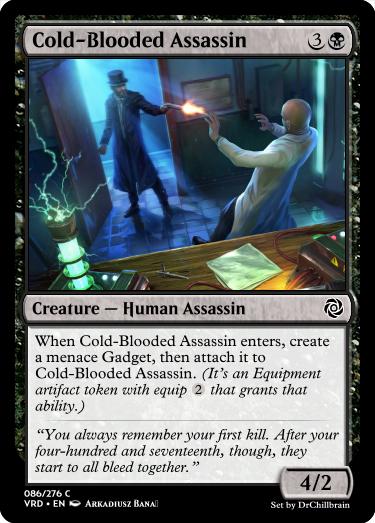 Cold-Blooded Assassin 3
Creature — Human Assassin
When Cold-Blooded Assassin enters, create
a menace Gadget, then attach it to
Cold-Blooded Assassin. (It's an Equipment
artifact token with equip 2 that grants that
ability.)
"You always remember your first kill. After your
four-hundred and seventeenth, though, they
start to all bleed together."
4/2
086/276 C
VRD • EN Arkadiusz Bana
Set by DrChillbrain